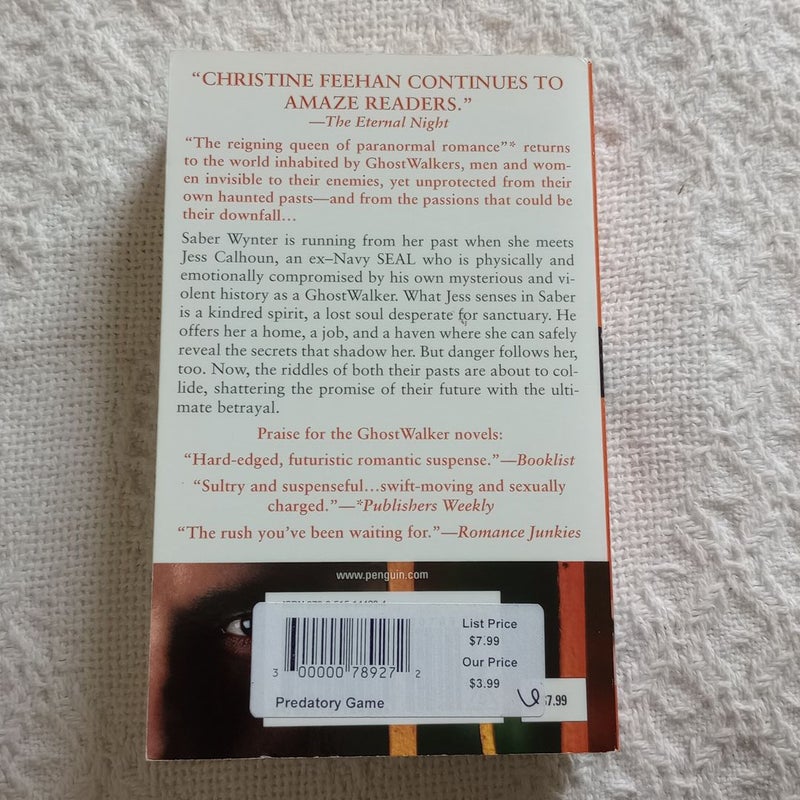 “CHRISTINE FEEHAN CONTINUES TO
AMAZE READERS.”
—The Eternal Night
“The reigning queen of paranormal romance”* returns
to the world inhabited by GhostWalkers, men and wom-
en invisible to their enemies, yet unprotected from their
own haunted pasts—and from the passions that could be
their downfall…
Saber Wynter is running from her past when she meets
Jess Calhoun, an ex–Navy SEAL who is physically and
emotionally compromised by his own mysterious and vi-
olent history as a GhostWalker. What Jess senses in Saber
is a kindred spirit, a lost soul desperate for sanctuary. He
offers her a home, a job, and a haven where she can safely
reveal the secrets that shadow her. But danger follows her,
too. Now, the riddles of both their pasts are about to col-
lide, shattering the promise of their future with the ulti-
mate betrayal.
Praise for the GhostWalker novels:
“Hard-edged, futuristic romantic suspense.”—Booklist
“Sultry and suspenseful…swift-moving and sexually
charged.”—*Publishers Weekly
“The rush you’ve been waiting for.”—Romance Junkies
www.penguin.com
List Price
$7.99
Our Price
$3.99
3 00000 78927 2
Predatory Game
7.99